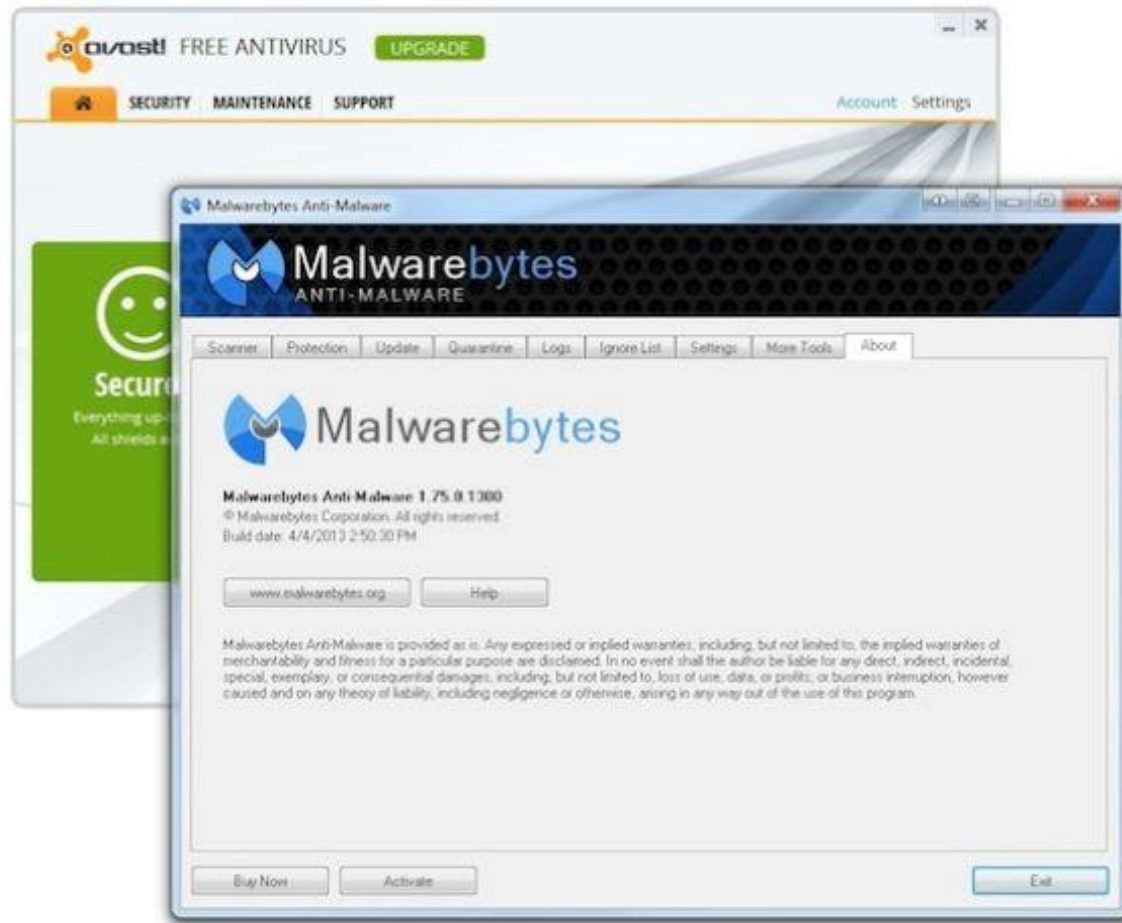 avast! FREE ANTIVIRUS UPGRADE
SECURITY MAINTENANCE SUPPORT Account Settings
Malwarebytes Anti-Malware
Malwarebytes
ANTI-MALWARE
Scanner Protection Update Quarantine Logs Ignore List Settings More Tools About
Secure
Everything up
All shields a
Malwarebytes
Malwarebytes Anti-Malware 1.75.0.1300
© Malwarebytes Corporation. All rights reserved.
Build date: 4/4/2013 2:50:30 PM
www.malwarebytes.org Help
Malwarebytes Anti-Malware is provided as is. Any expressed or implied warranties, including, but not limited to, the implied warranties of
merchantability and fitness for a particular purpose are disclaimed. In no event shall the author be liable for any direct, indirect, incidental,
special, exemplary, or consequential damages, including, but not limited to, loss of use, data, or profits; or business interruption, however
caused and on any theory of liability, including negligence or otherwise, arising in any way out of the use of this program.
Buy Now Activate Exit